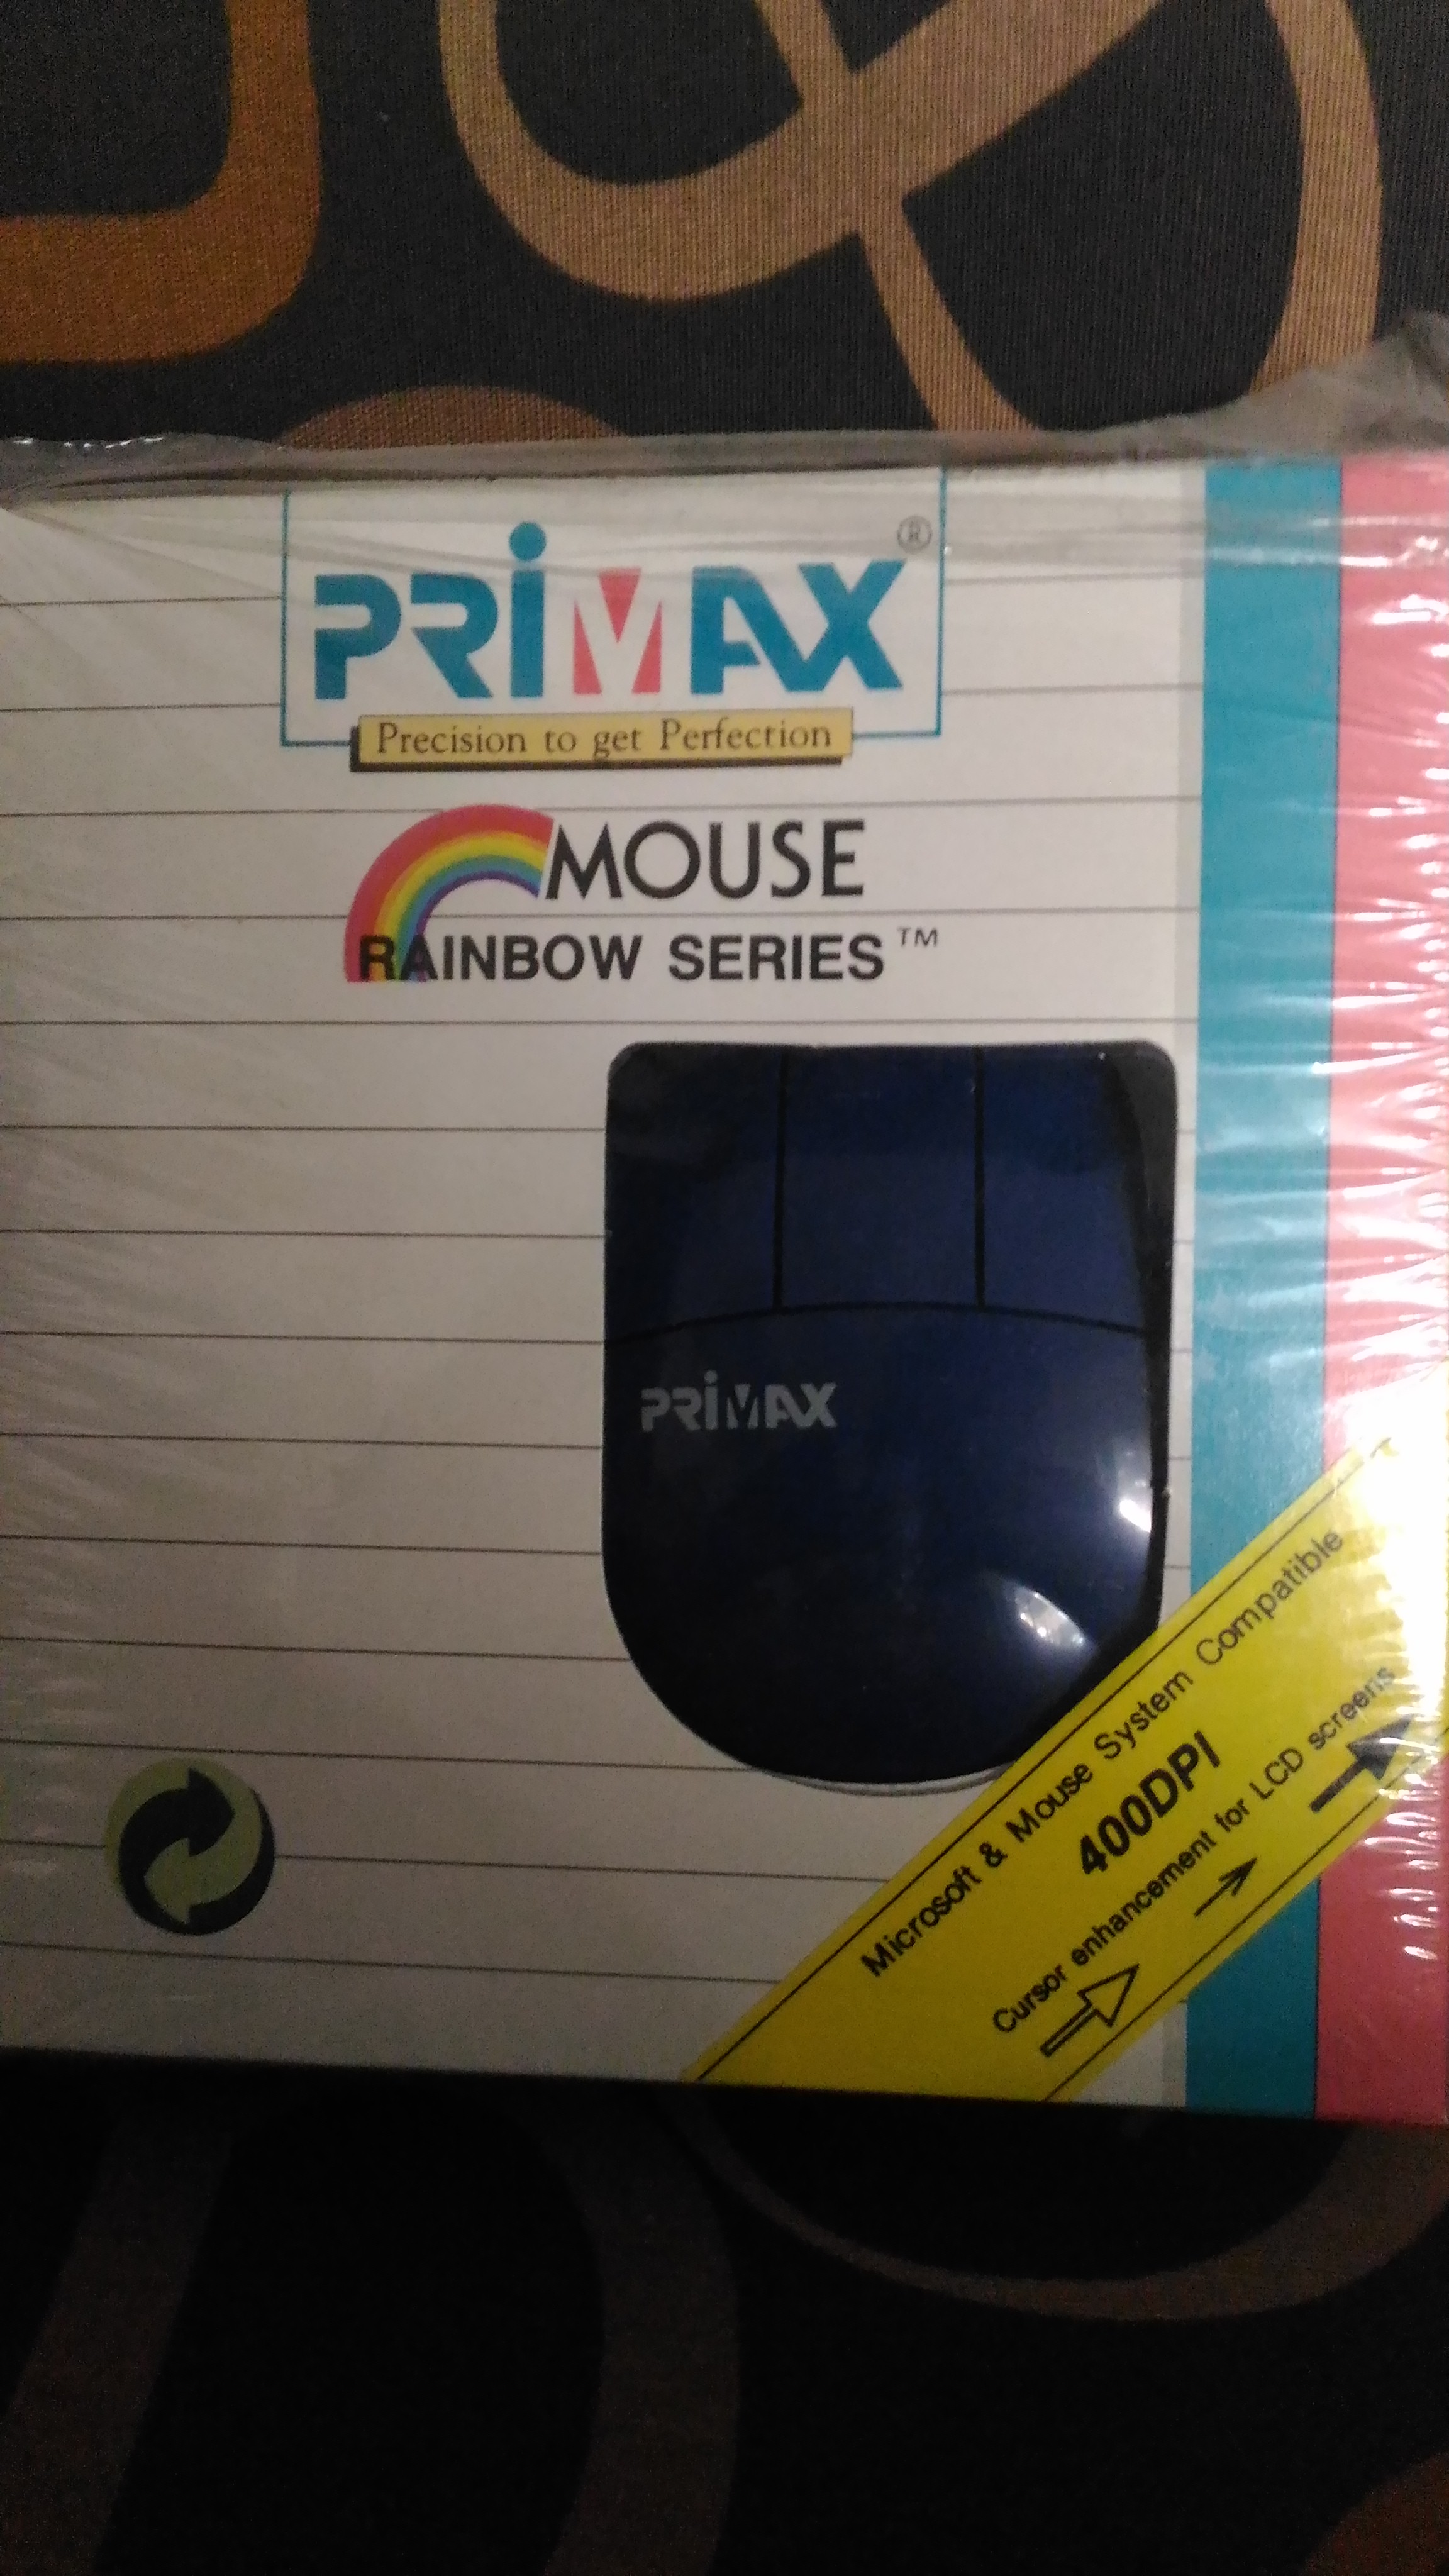 PRIMAX®
Precision to get Perfection
MOUSE
RAINBOW SERIES™
PRIMAX
Microsoft & Mouse System Compatible
400DPI
Cursor enhancement for LCD screens